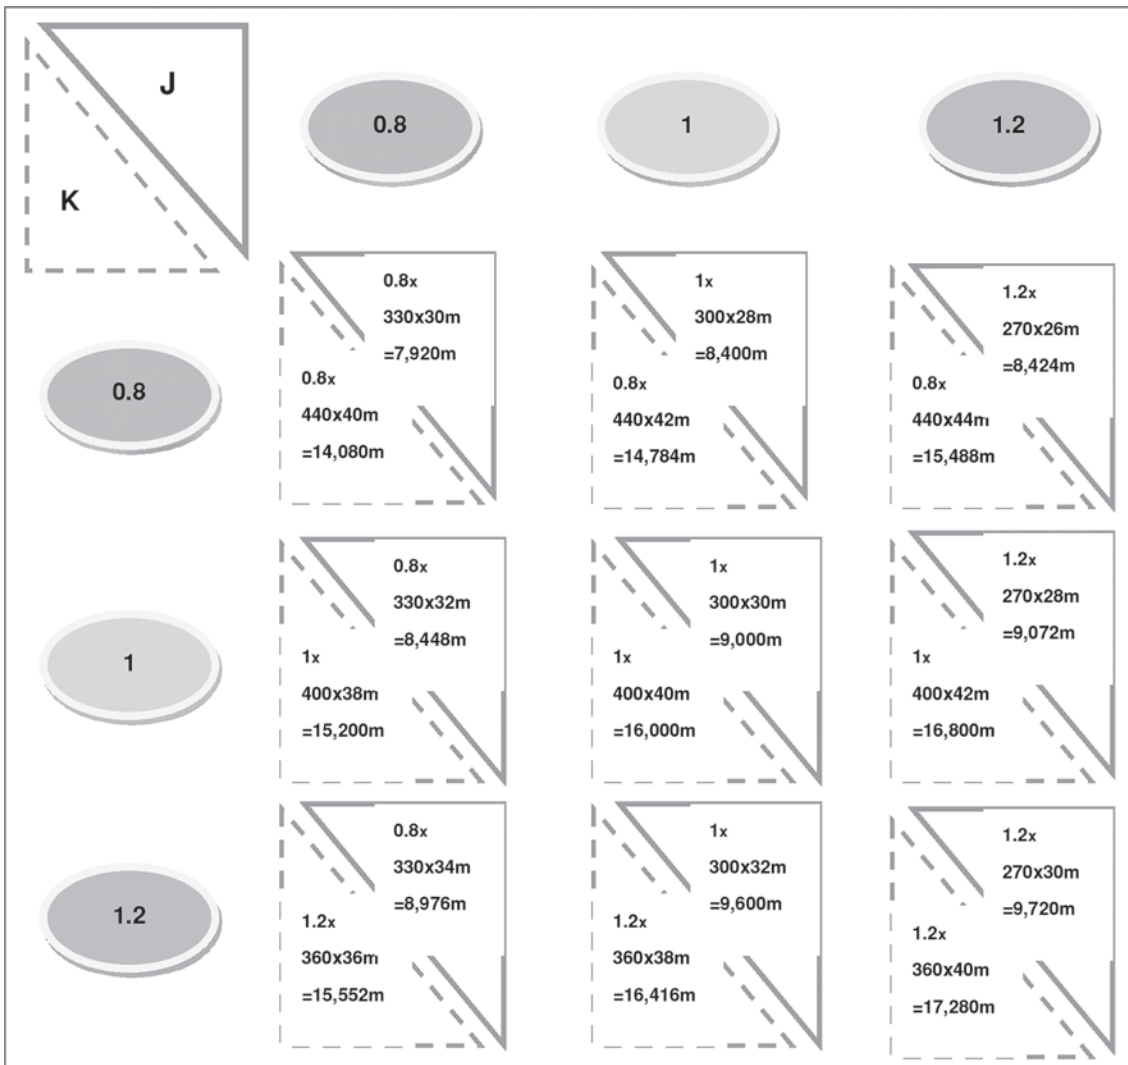 J
K
0.8
1
1.2
0.8
0.8x
330x30m
=7,920m
0.8x
440x40m
=14,080m
1x
300x28m
=8,400m
0.8x
440x42m
=14,784m
1.2x
270x26m
=8,424m
0.8x
440x44m
=15,488m
1
0.8x
330x32m
=8,448m
1x
400x38m
=15,200m
1x
300x30m
=9,000m
1x
400x40m
=16,000m
1.2x
270x28m
=9,072m
1x
400x42m
=16,800m
1.2
0.8x
330x34m
=8,976m
1.2x
360x36m
=15,552m
1x
300x32m
=9,600m
1.2x
360x38m
=16,416m
1.2x
270x30m
=9,720m
1.2x
360x40m
=17,280m